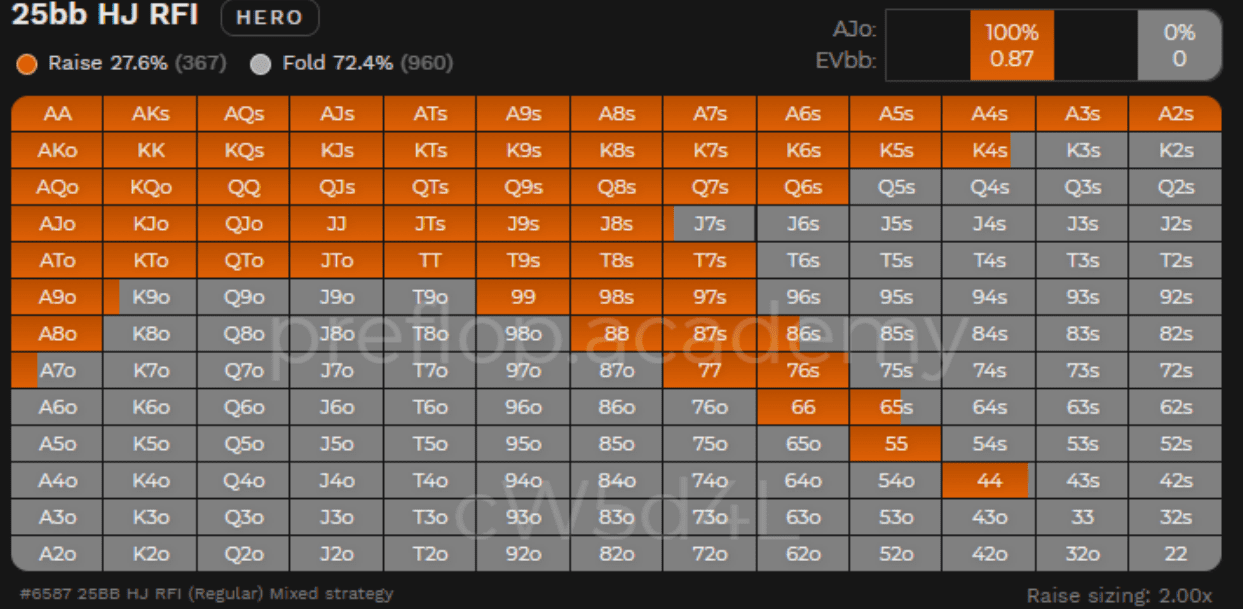 25bb HJ RFI HERO
AJo: 100% 0%
EVbb: 0.87 0
Raise 27.6% (367) Fold 72.4% (960)
AA AKs AQs AJs ATs A9s A8s A7s A6s A5s A4s A3s A2s
AKo KK KQs KJs KTs K9s K8s K7s K6s K5s K4s K3s K2s
AQo KQo QQ QJs QTs Q9s Q8s Q7s Q6s Q5s Q4s Q3s Q2s
AJo KJo QJo JJ JTs J9s J8s J7s J6s J5s J4s J3s J2s
ATo KTo QTo JTo TT T9s T8s T7s T6s T5s T4s T3s T2s
A9o K9o Q9o J9o T9o 99 98s 97s 96s 95s 94s 93s 92s
A8o K8o Q8o J8o T8o 98o 88 87s 86s 85s 84s 83s 82s
preflop.academy
A7o K7o Q7o J7o T7o 97o 87o 77 76s 75s 74s 73s 72s
A6o K6o Q6o J6o T6o 96o 86o 76o 66 65s 64s 63s 62s
A5o K5o Q5o J5o T5o 95o 85o 75o 65o 55 54s 53s 52s
A4o K4o Q4o J4o T4o 94o 84o 74o 64o 54o 44 43s 42s
cW5d4L
A3o K3o Q3o J3o T3o 93o 83o 73o 63o 53o 43o 33 32s
A2o K2o Q2o J2o T2o 92o 82o 72o 62o 52o 42o 32o 22
#6587 25BB HJ RFI (Regular) Mixed strategy
Raise sizing: 2.00x